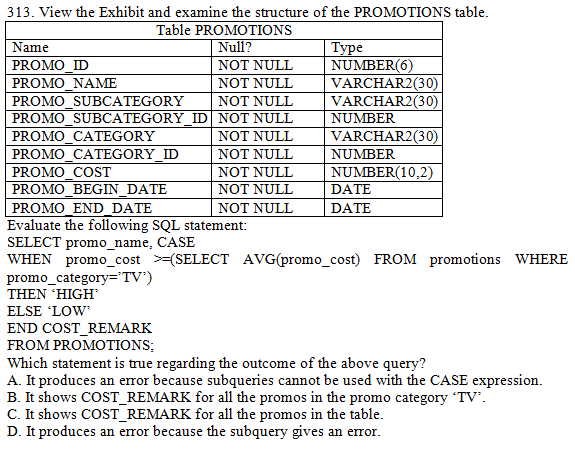 313. View the Exhibit and examine the structure of the PROMOTIONS table.
Table PROMOTIONS
Name Null? Type
PROMO_ID NOT NULL NUMBER(6)
PROMO_NAME NOT NULL VARCHAR2(30)
PROMO_SUBCATEGORY NOT NULL VARCHAR2(30)
PROMO_SUBCATEGORY_ID NOT NULL NUMBER
PROMO_CATEGORY NOT NULL VARCHAR2(30)
PROMO_CATEGORY_ID NOT NULL NUMBER
PROMO_COST NOT NULL NUMBER(10,2)
PROMO_BEGIN_DATE NOT NULL DATE
PROMO_END_DATE NOT NULL DATE
Evaluate the following SQL statement:
SELECT promo_name, CASE
WHEN promo_cost >=(SELECT AVG(promo_cost) FROM promotions WHERE
promo_category='TV')
THEN ‘HIGH’
ELSE ‘LOW’
END COST_REMARK
FROM PROMOTIONS;
Which statement is true regarding the outcome of the above query?
A. It produces an error because subqueries cannot be used with the CASE expression.
B. It shows COST_REMARK for all the promos in the promo category ‘TV’.
C. It shows COST_REMARK for all the promos in the table.
D. It produces an error because the subquery gives an error.